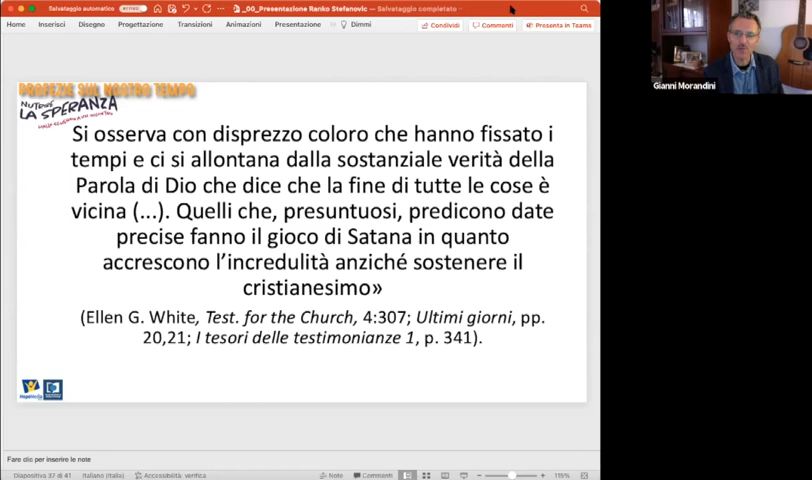 Salvataggio automatico
_0G_Presentazione Ranko Stefanovic — Salvataggio completato
Home Inserisci Disegno Progettazione Transizioni Animazioni Presentazione Dimmi Condividi Commenti Presenta in Teams
Gianni Morandini
PROFEZIE SUL NOSTRO TEMPO
NUTRIRE
LA SPERANZA
Si osserva con disprezzo coloro che hanno fissato i
tempi e ci si allontana dalla sostanziale verità della
Parola di Dio che dice che la fine di tutte le cose è
vicina (...). Quelli che, presuntuosi, predicono date
precise fanno il gioco di Satana in quanto
accrescono l’incredulità anziché sostenere il
cristianesimo»
(Ellen G. White, Test. for the Church, 4:307; Ultimi giorni, pp.
20,21; I tesori delle testimonianze 1, p. 341).
HopeMedia
Fare clic per inserire le note
Diapositiva 37 di 41 Italiano (Italia) Accessibilità: verifica Note Commenti 115%